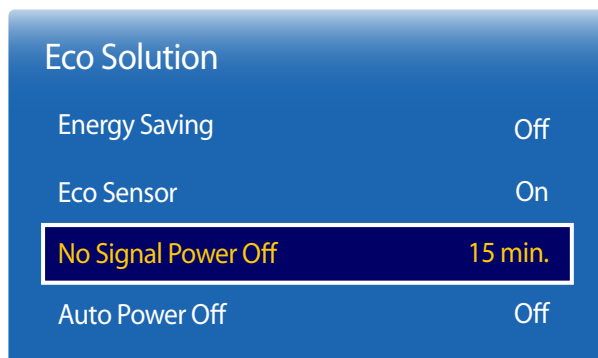 Eco Solution
Energy Saving Off
Eco Sensor On
No Signal Power Off 15 min.
Auto Power Off Off